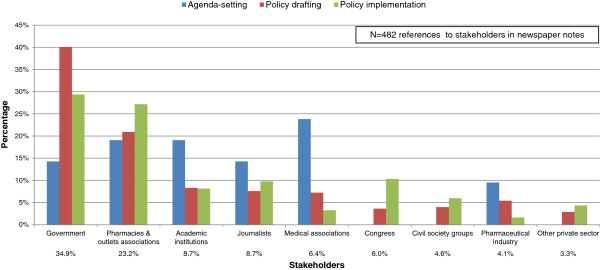 Agenda-setting Policy drafting Policy implementation
45%
N=482 references to stakeholders in newspaper notes
40%
35%
30%
25%
20%
15%
10%
5%
0%
Percentage
Government Pharmacies & outlets associations Academic institutions Journalists Medical associations Congress Civil society groups Pharmaceutical industry Other private sector
34.9% 23.2% 8.7% 8.7% 6.4% 6.0% 4.6% 4.1% 3.3%
Stakeholders